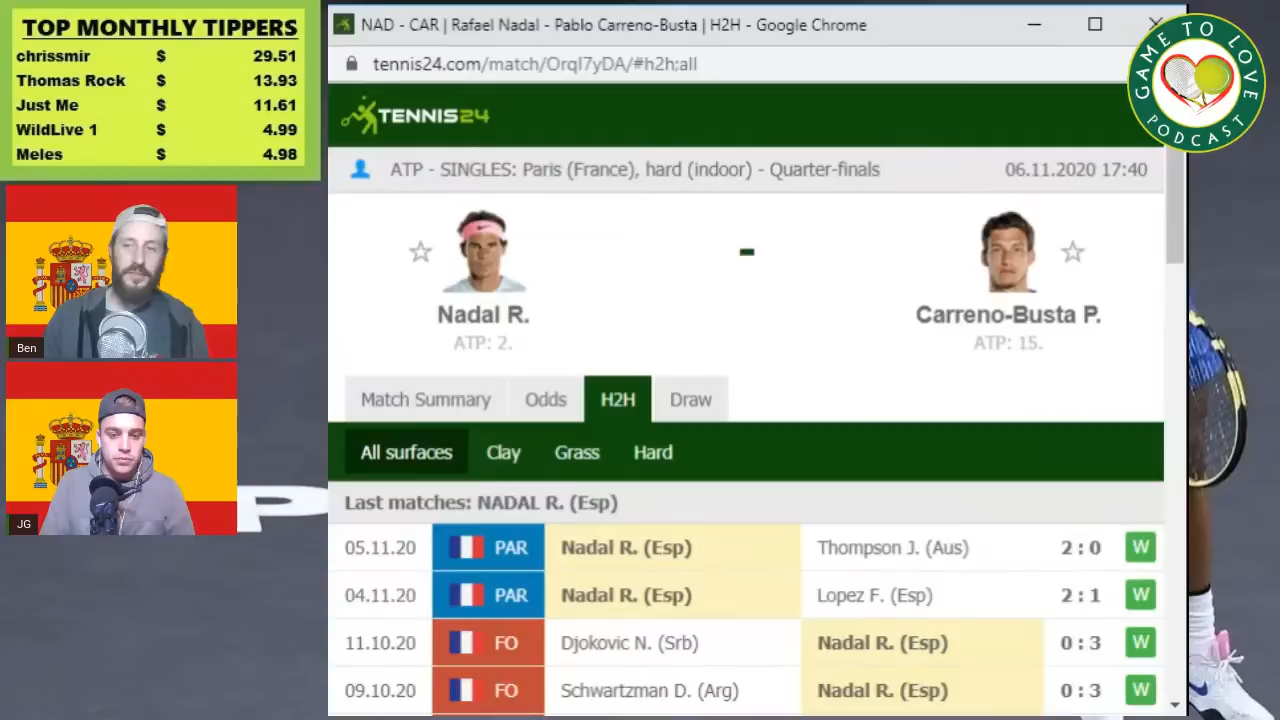 TOP MONTHLY TIPPERS
chrissmir $ 29.51
Thomas Rock $ 13.93
Just Me $ 11.61
WildLive 1 $ 4.99
Meles $ 4.98
Ben
JG
NAD - CAR | Rafael Nadal - Pablo Carreno-Busta | H2H - Google Chrome
tennis24.com/match/OrqI7yDA/#h2h;all
GAME TO LOVE
PODCAST
TENNIS24
ATP - SINGLES: Paris (France), hard (indoor) - Quarter-finals 06.11.2020 17:40
-
Nadal R. Carreno-Busta P.
ATP: 2. ATP: 15.
Match Summary Odds H2H Draw
All surfaces Clay Grass Hard
Last matches: NADAL R. (Esp)
05.11.20 PAR Nadal R. (Esp) Thompson J. (Aus) 2 : 0 W
04.11.20 PAR Nadal R. (Esp) Lopez F. (Esp) 2 : 1 W
11.10.20 FO Djokovic N. (Srb) Nadal R. (Esp) 0 : 3 W
09.10.20 FO Schwartzman D. (Arg) Nadal R. (Esp) 0 : 3 W
P